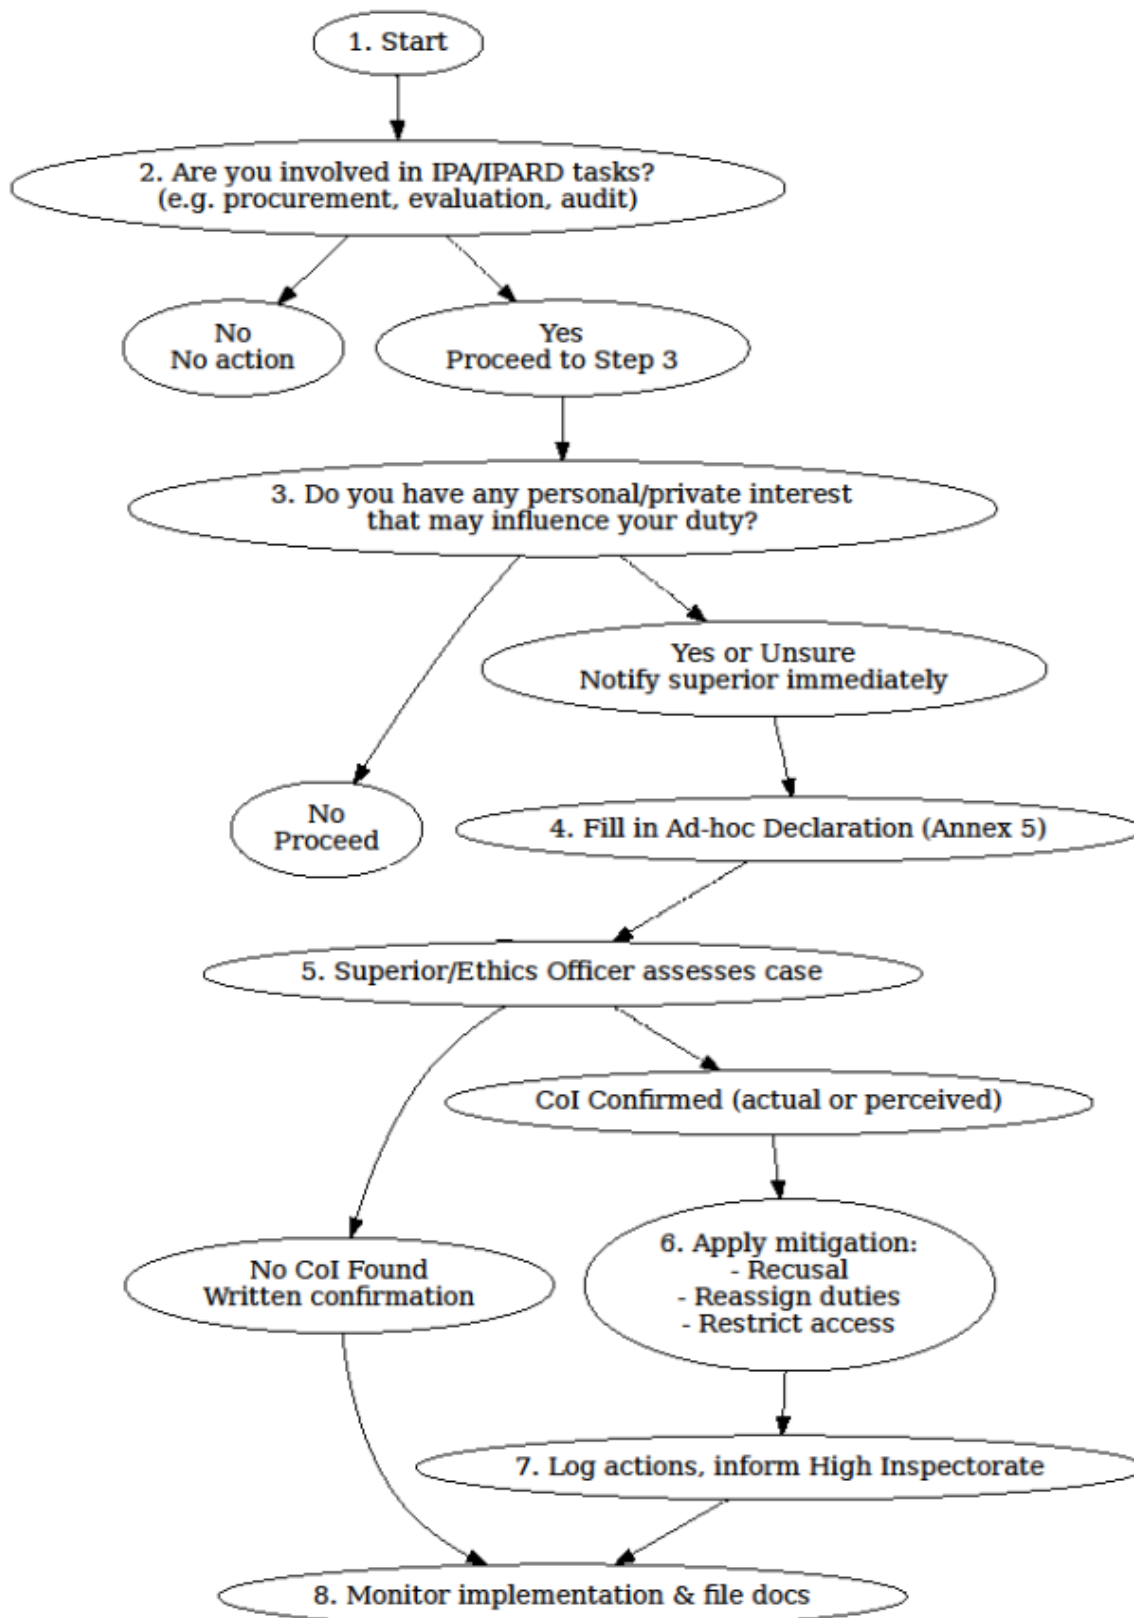 1. Start
2. Are you involved in IPA/IPARD tasks?
(e.g. procurement, evaluation, audit)
No
No action
Yes
Proceed to Step 3
3. Do you have any personal/private interest
that may influence your duty?
Yes or Unsure
Notify superior immediately
No
Proceed
4. Fill in Ad-hoc Declaration (Annex 5)
5. Superior/Ethics Officer assesses case
CoI Confirmed (actual or perceived)
No CoI Found
Written confirmation
6. Apply mitigation:
- Recusal
- Reassign duties
- Restrict access
7. Log actions, inform High Inspectorate
8. Monitor implementation & file docs